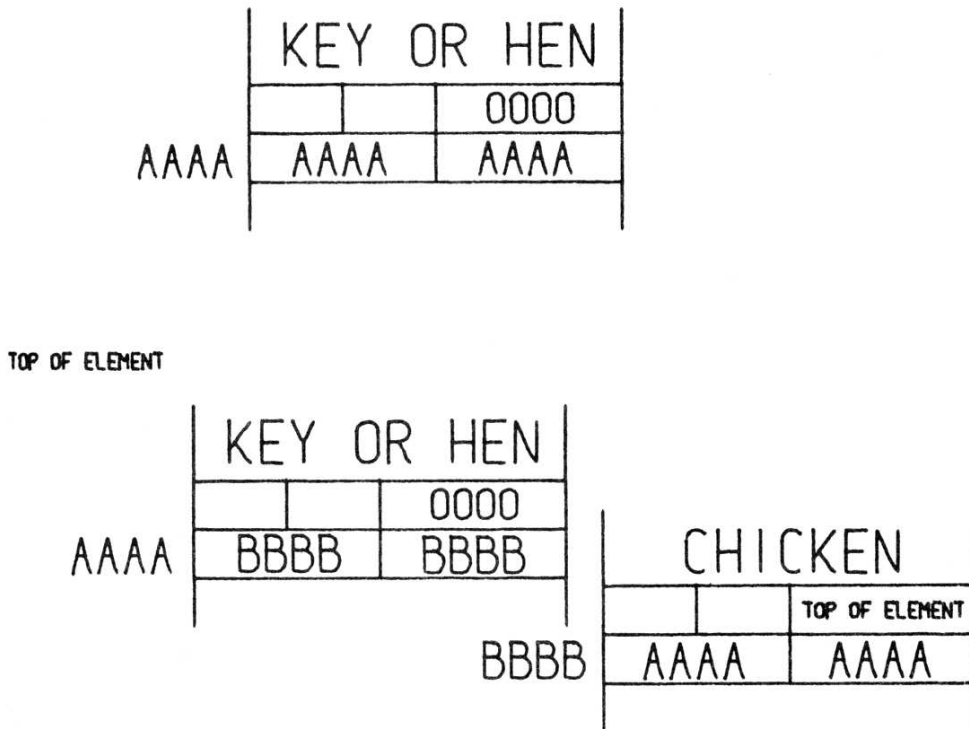 KEY OR HEN
0000
AAAA AAAA AAAA
TOP OF ELEMENT
KEY OR HEN
0000
AAAA BBBB BBBB
CHICKEN
TOP OF ELEMENT
BBBB AAAA AAAA